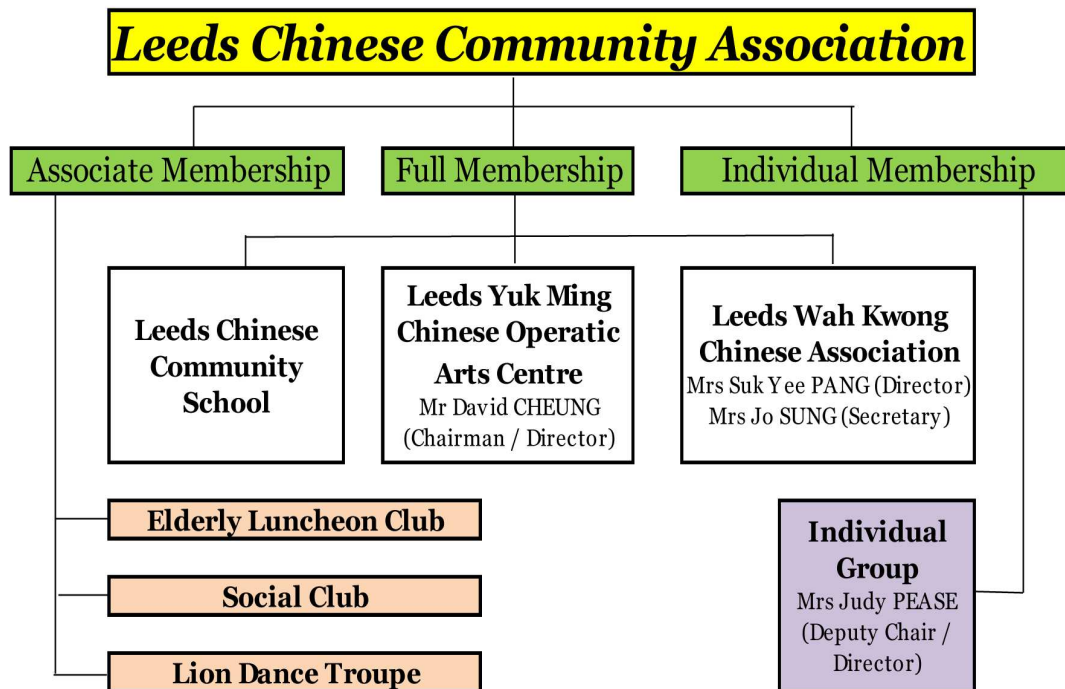 Leeds Chinese Community Association
Associate Membership
Full Membership
Individual Membership
Leeds Chinese
Community
School
Leeds Yuk Ming
Chinese Operatic
Arts Centre
Mr David CHEUNG
(Chairman / Director)
Leeds Wah Kwong
Chinese Association
Mrs Suk Yee PANG (Director)
Mrs Jo SUNG (Secretary)
Elderly Luncheon Club
Social Club
Lion Dance Troupe
Individual
Group
Mrs Judy PEASE
(Deputy Chair /
Director)